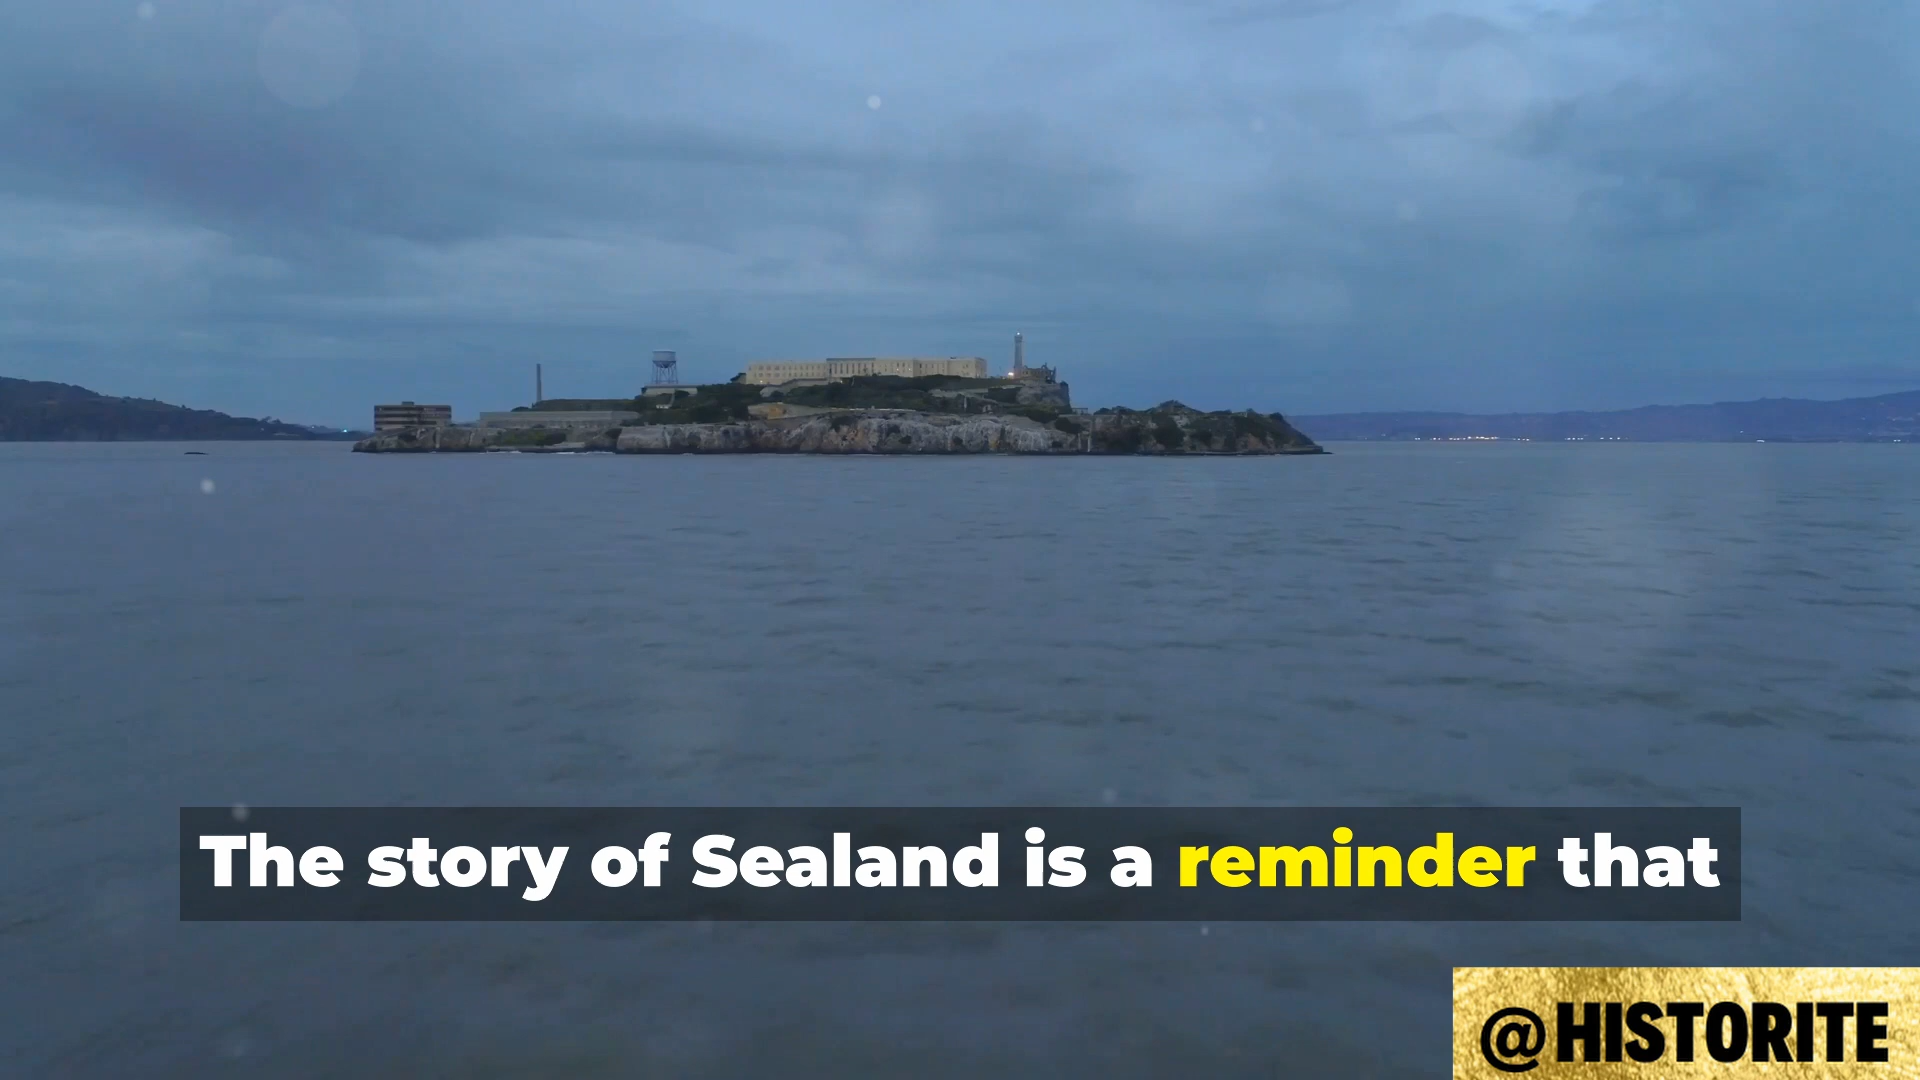 The story of Sealand is a reminder that
@HISTORITE